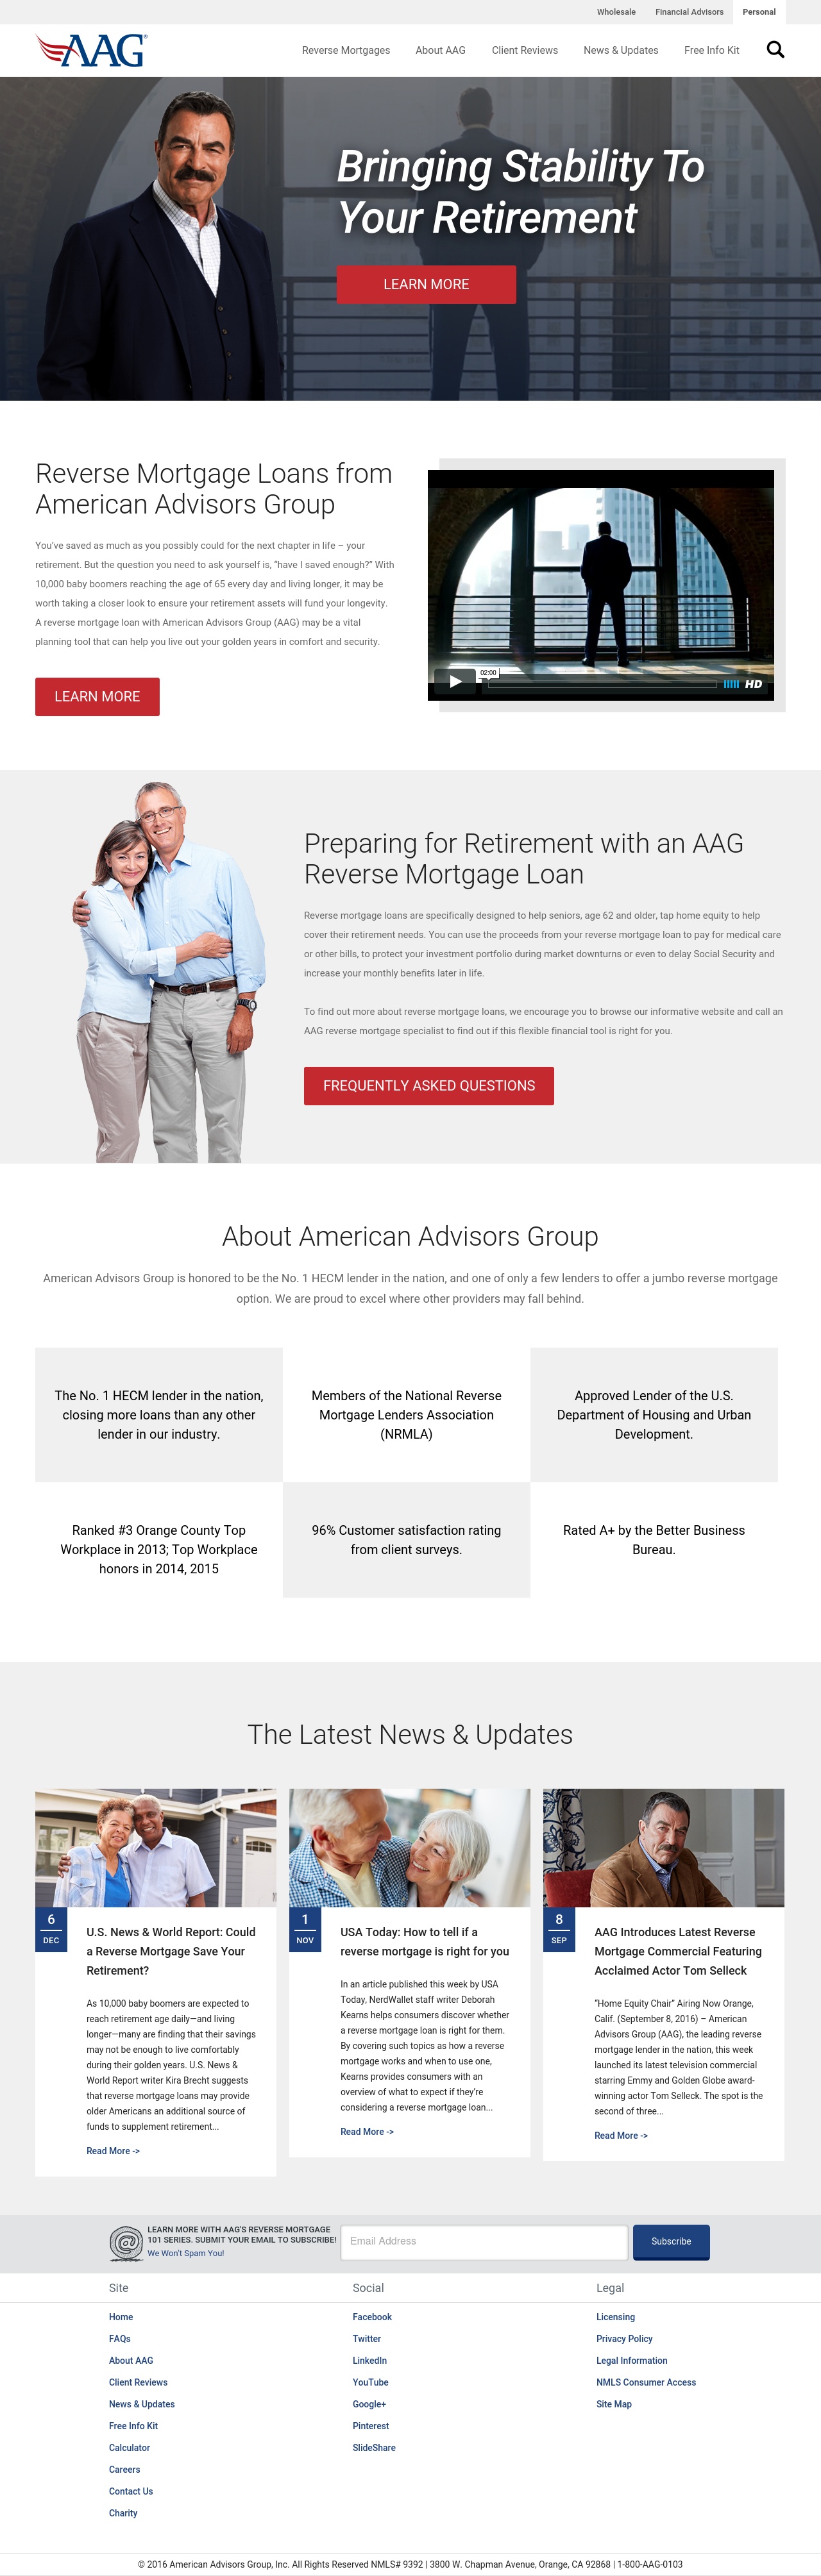 Wholesale
Financial Advisors
Personal
AAG®
Reverse Mortgages
About AAG
Client Reviews
News & Updates
Free Info Kit
Bringing Stability To
Your Retirement
LEARN MORE
Reverse Mortgage Loans from
American Advisors Group
You've saved as much as you possibly could for the next chapter in life – your
retirement. But the question you need to ask yourself is, “have I saved enough?” With
10,000 baby boomers reaching the age of 65 every day and living longer, it may be
worth taking a closer look to ensure your retirement assets will fund your longevity.
A reverse mortgage loan with American Advisors Group (AAG) may be a vital
planning tool that can help you live out your golden years in comfort and security.
LEARN MORE
02:00
HD
Preparing for Retirement with an AAG
Reverse Mortgage Loan
Reverse mortgage loans are specifically designed to help seniors, age 62 and older, tap home equity to help
cover their retirement needs. You can use the proceeds from your reverse mortgage loan to pay for medical care
or other bills, to protect your investment portfolio during market downturns or even to delay Social Security and
increase your monthly benefits later in life.
To find out more about reverse mortgage loans, we encourage you to browse our informative website and call an
AAG reverse mortgage specialist to find out if this flexible financial tool is right for you.
FREQUENTLY ASKED QUESTIONS
About American Advisors Group
American Advisors Group is honored to be the No. 1 HECM lender in the nation, and one of only a few lenders to offer a jumbo reverse mortgage
option. We are proud to excel where other providers may fall behind.
The No. 1 HECM lender in the nation,
closing more loans than any other
lender in our industry.
Members of the National Reverse
Mortgage Lenders Association
(NRMLA)
Approved Lender of the U.S.
Department of Housing and Urban
Development.
Ranked #3 Orange County Top
Workplace in 2013; Top Workplace
honors in 2014, 2015
96% Customer satisfaction rating
from client surveys.
Rated A+ by the Better Business
Bureau.
The Latest News & Updates
6
DEC
U.S. News & World Report: Could
a Reverse Mortgage Save Your
Retirement?
As 10,000 baby boomers are expected to
reach retirement age daily—and living
longer—many are finding that their savings
may not be enough to live comfortably
during their golden years. U.S. News &
World Report writer Kira Brecht suggests
that reverse mortgage loans may provide
older Americans an additional source of
funds to supplement retirement...
Read More ->
1
NOV
USA Today: How to tell if a
reverse mortgage is right for you
In an article published this week by USA
Today, NerdWallet staff writer Deborah
Kearns helps consumers discover whether
a reverse mortgage loan is right for them.
By covering such topics as how a reverse
mortgage works and when to use one,
Kearns provides consumers with an
overview of what to expect if they're
considering a reverse mortgage loan...
Read More ->
8
SEP
AAG Introduces Latest Reverse
Mortgage Commercial Featuring
Acclaimed Actor Tom Selleck
“Home Equity Chair” Airing Now Orange,
Calif. (September 8, 2016) – American
Advisors Group (AAG), the leading reverse
mortgage lender in the nation, this week
launched its latest television commercial
starring Emmy and Golden Globe award-
winning actor Tom Selleck. The spot is the
second of three...
Read More ->
@
LEARN MORE WITH AAG'S REVERSE MORTGAGE
101 SERIES. SUBMIT YOUR EMAIL TO SUBSCRIBE!
We Won't Spam You!
Email Address
Subscribe
Site
Home
FAQs
About AAG
Client Reviews
News & Updates
Free Info Kit
Calculator
Careers
Contact Us
Charity
Social
Facebook
Twitter
LinkedIn
YouTube
Google+
Pinterest
SlideShare
Legal
Licensing
Privacy Policy
Legal Information
NMLS Consumer Access
Site Map
© 2016 American Advisors Group, Inc. All Rights Reserved NMLS# 9392 | 3800 W. Chapman Avenue, Orange, CA 92868 | 1-800-AAG-0103